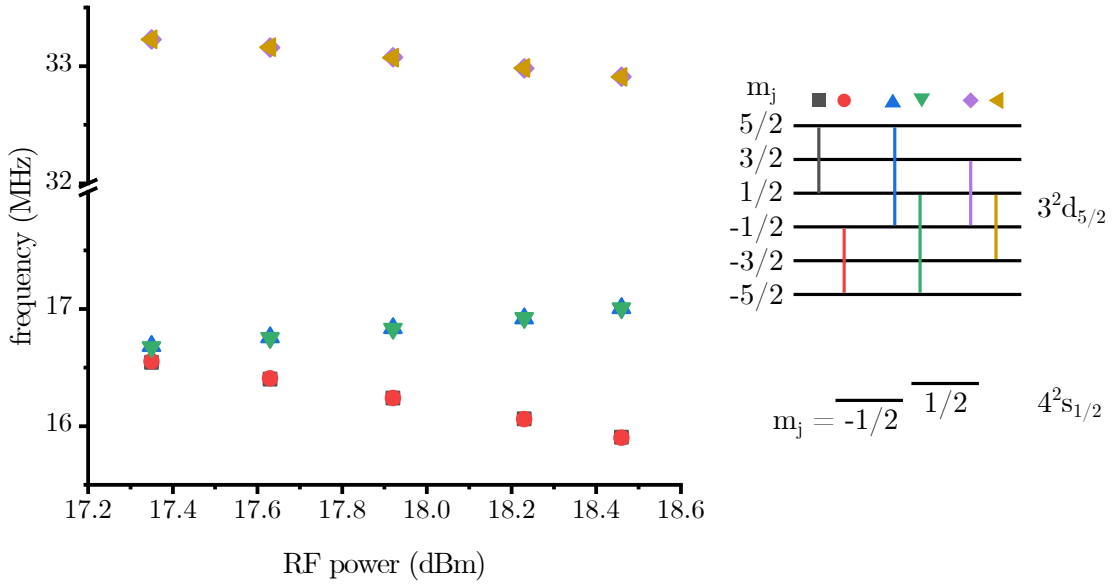 frequency (MHz)
33
32
17
16
17.2 17.4 17.6 17.8 18.0 18.2 18.4 18.6
RF power (dBm)
mj
5/2
3/2
1/2
-1/2
-3/2
-5/2
3²d5/2
mj = -1/2
1/2
4²s1/2